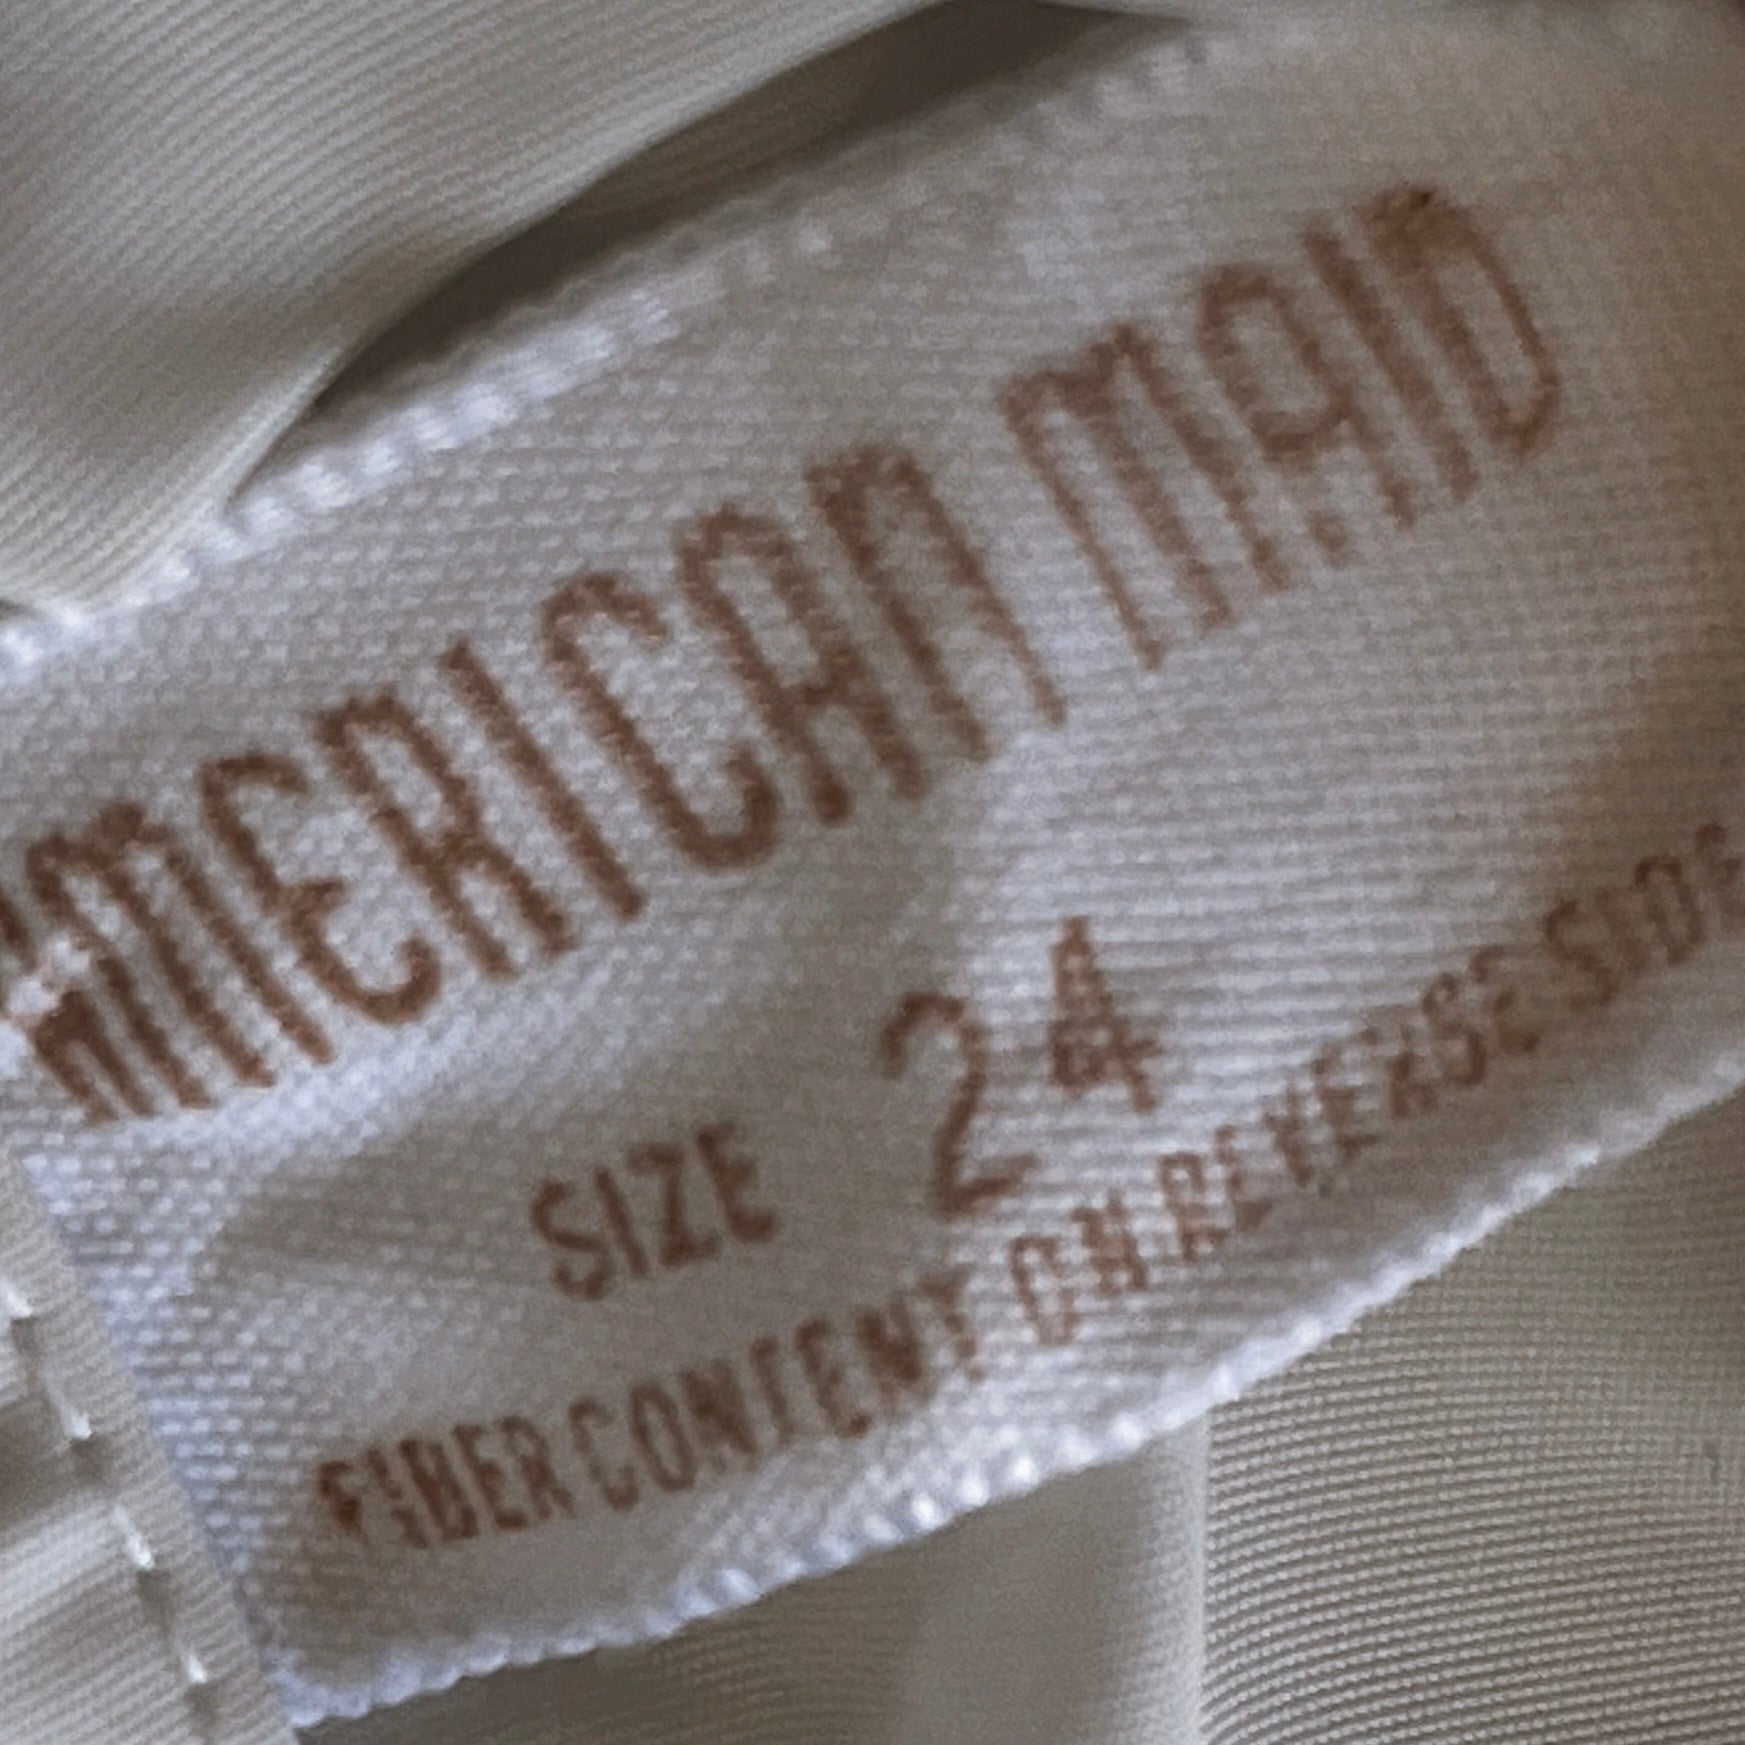 AMERICAN MAID
SIZE 24
FIBER CONTENT ON REVERSE SIDE